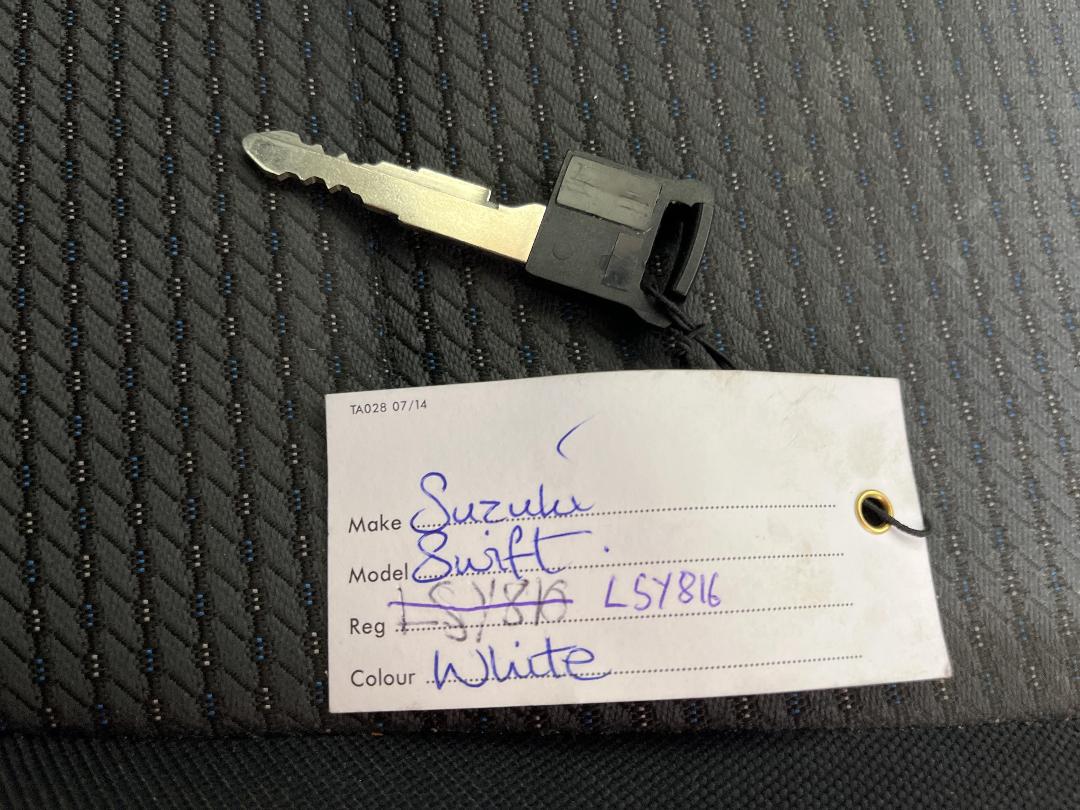 TA028 07/14
Make Suzuki
Model Swift
Reg LSY816 LSY816
Colour White